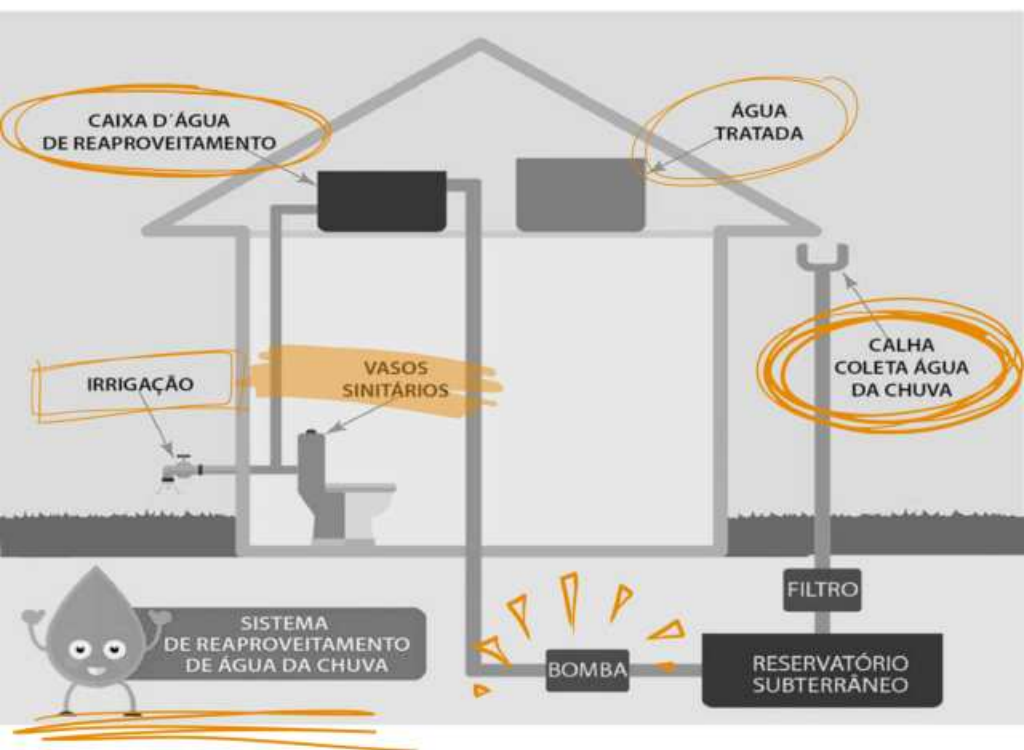 CAIXA D´ÁGUA
DE REAPROVEITAMENTO
ÁGUA
TRATADA
CALHA
COLETA ÁGUA
DA CHUVA
IRRIGAÇÃO
VASOS
SINITÁRIOS
FILTRO
SISTEMA
DE REAPROVEITAMENTO
DE ÁGUA DA CHUVA
BOMBA
RESERVATÓRIO
SUBTERRÂNEO